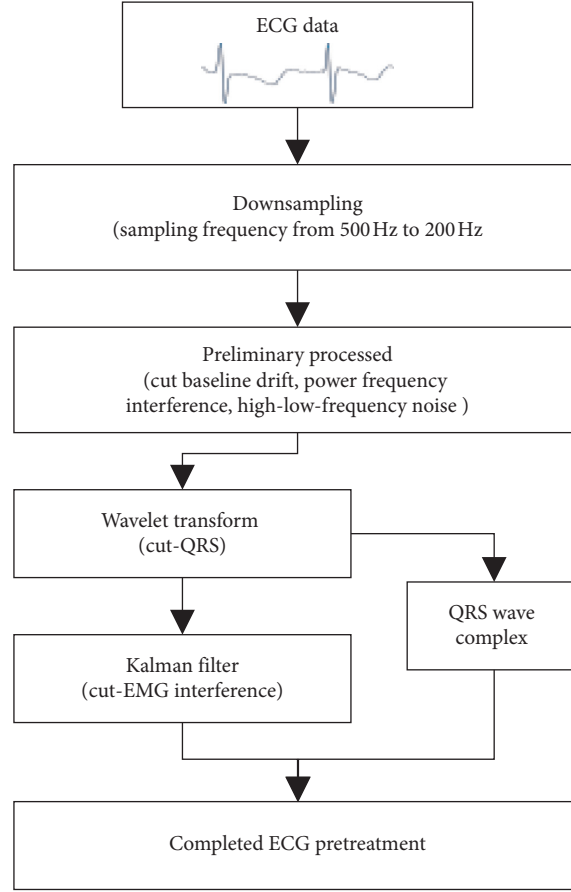 ECG data
Downsampling
(sampling frequency from 500 Hz to 200 Hz
Preliminary processed
(cut baseline drift, power frequency
interference, high-low-frequency noise )
Wavelet transform
(cut-QRS)
QRS wave
complex
Kalman filter
(cut-EMG interference)
Completed ECG pretreatment